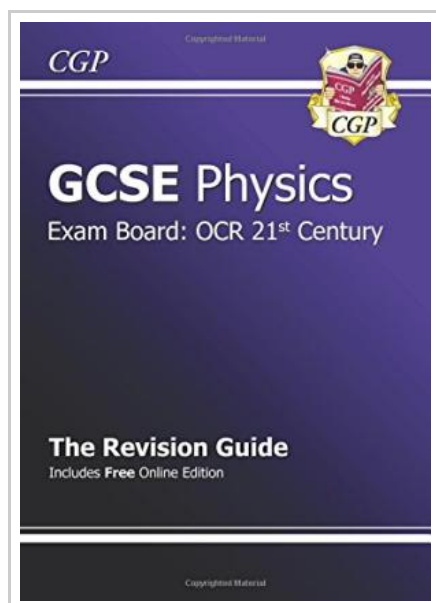 Copyrighted Material
CGP
CGP
CGP
GCSE Physics
Exam Board: OCR 21st Century
The Revision Guide
Includes Free Online Edition
Copyrighted Material